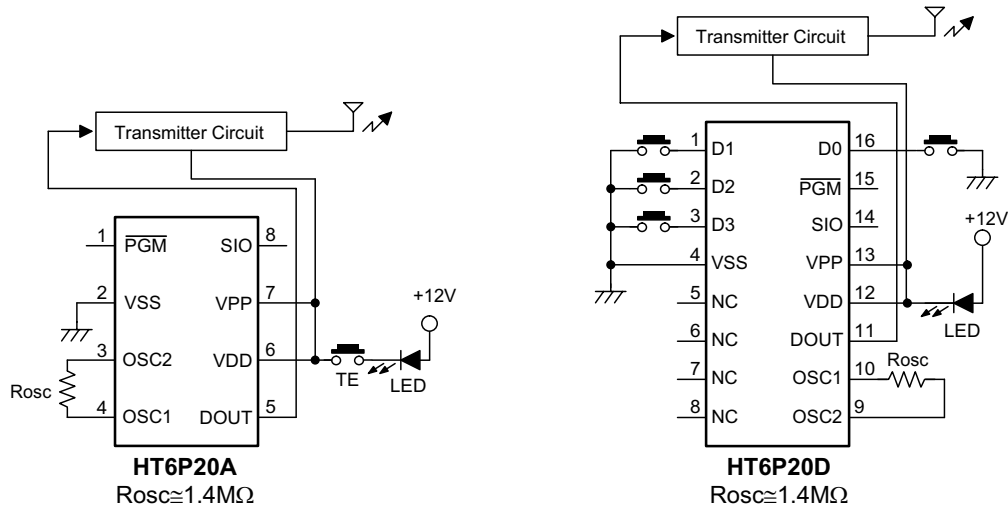 Transmitter Circuit
1 PGM
SIO 8
2 VSS
VPP 7
3 OSC2
VDD 6
4 OSC1
DOUT 5
Rosc
TE
LED
+12V
HT6P20A
Rosc≅1.4MΩ
Transmitter Circuit
1 D1
D0 16
2 D2
PGM 15
3 D3
SIO 14
4 VSS
VPP 13
5 NC
VDD 12
6 NC
DOUT 11
7 NC
OSC1 10
8 NC
OSC2 9
+12V
LED
Rosc
HT6P20D
Rosc≅1.4MΩ